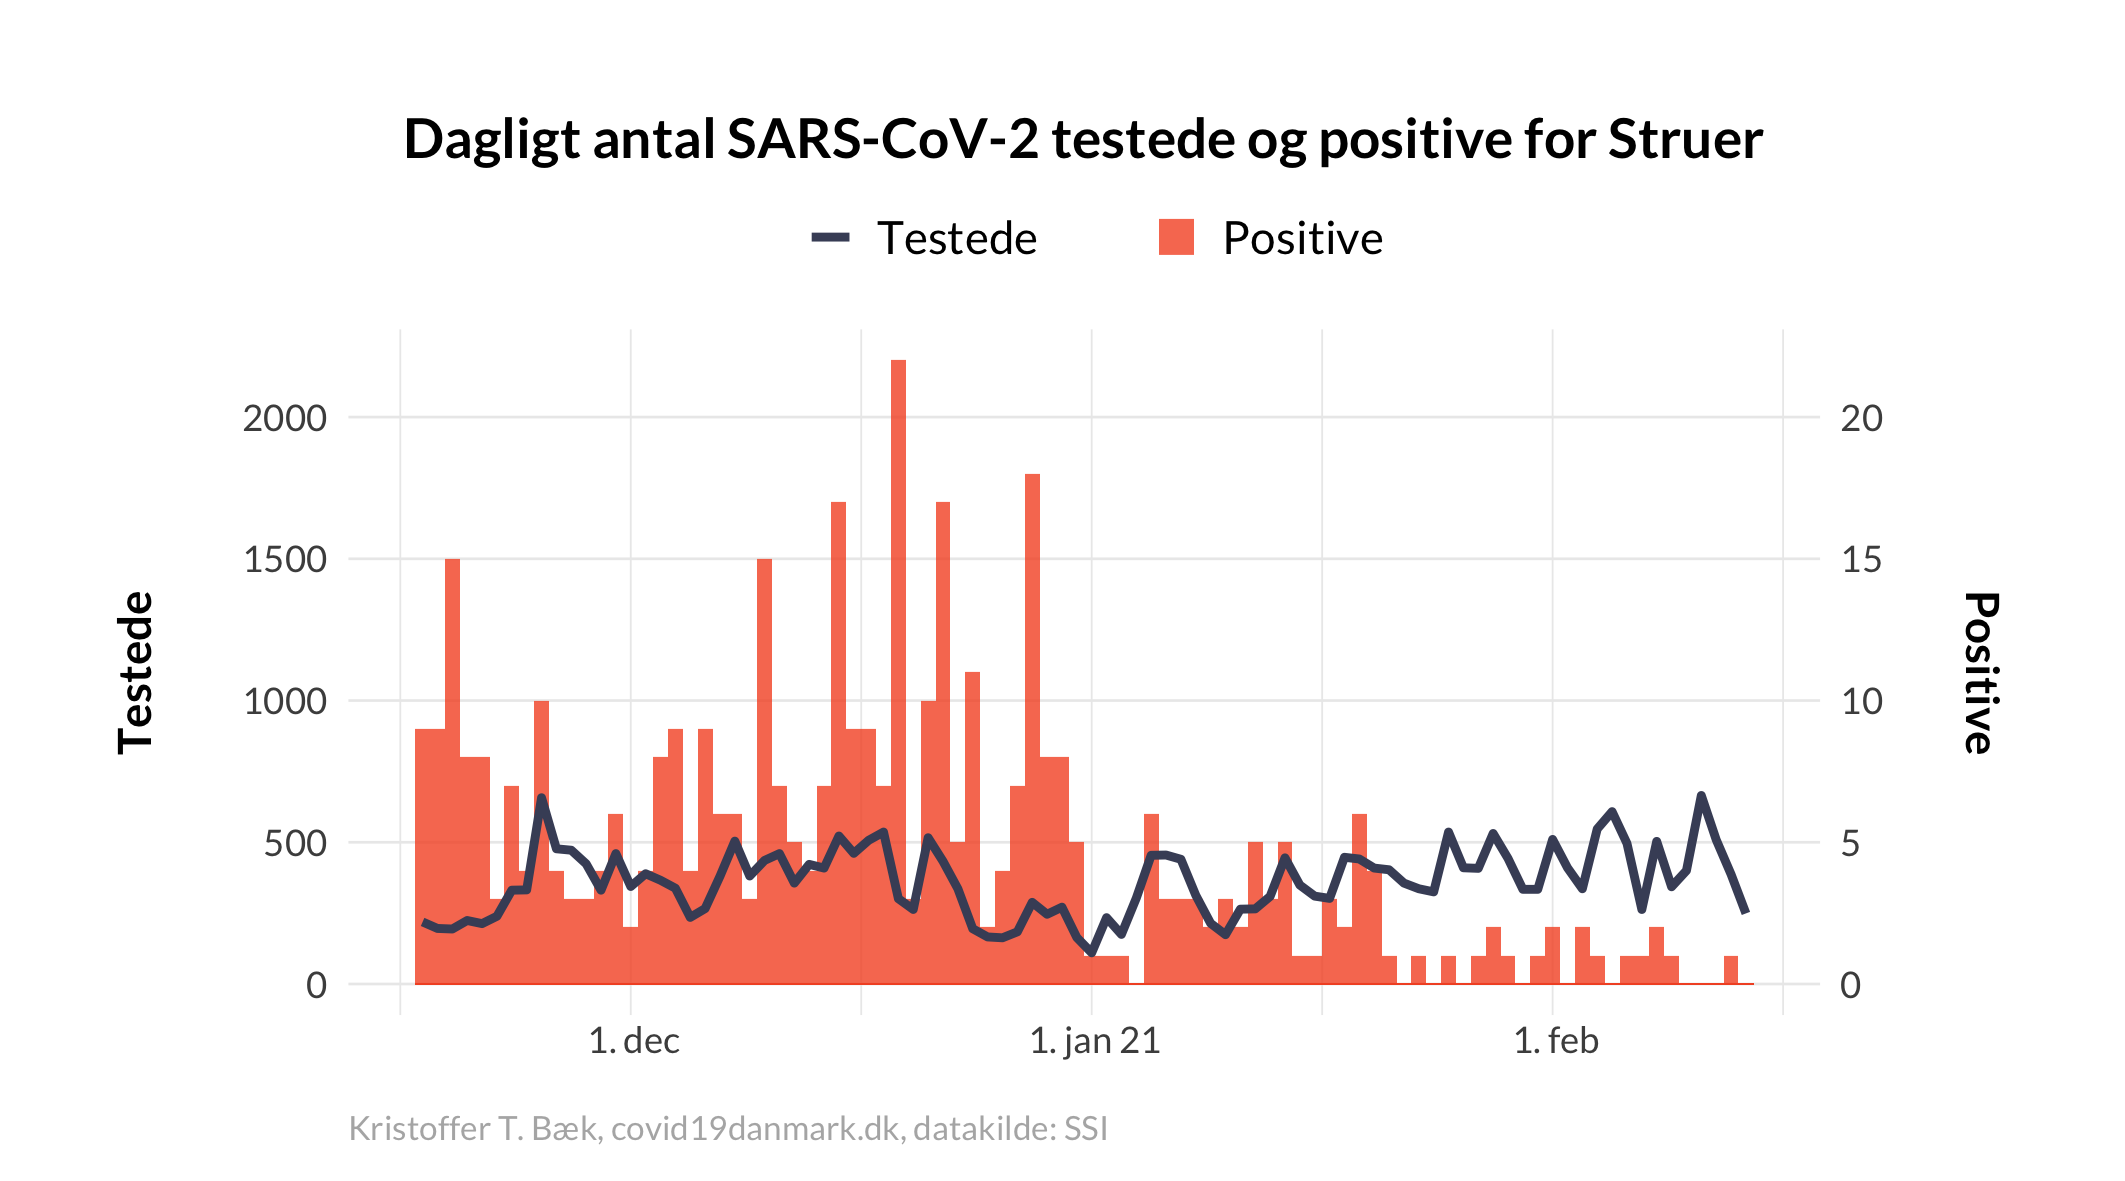 Dagligt antal SARS-CoV-2 testede og positive for Struer
Testede
Positive
2000
1500
1000
500
0
20
15
10
5
0
Testede
Positive
1. dec
1. jan 21
1. feb
Kristoffer T. Bæk, covid19danmark.dk, datakilde: SSI